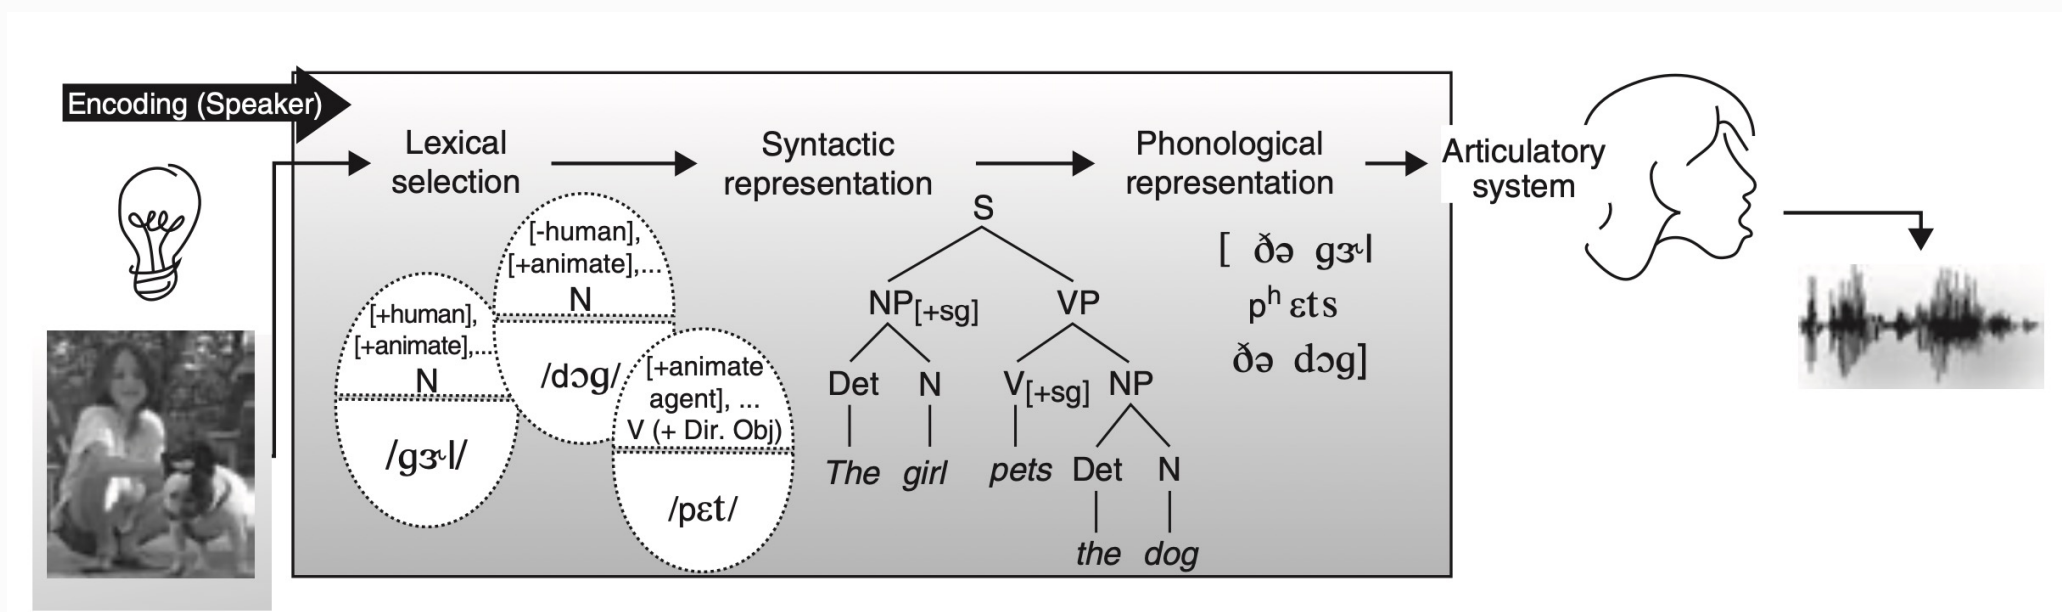 Encoding (Speaker)
Lexical
selection
Syntactic
representation
Phonological
representation
Articulatory
system
[-human],
[+animate],...
N
/dɔg/
[+human],
[+animate],...
N
/gɝl/
[+animate
agent], ...
V (+ Dir. Obj)
/pɛt/
S
NP[+sg] VP
Det N V[+sg] NP
The girl pets Det N
the dog
[ ðə gɝl
pʰ ɛts
ðə dɔg]